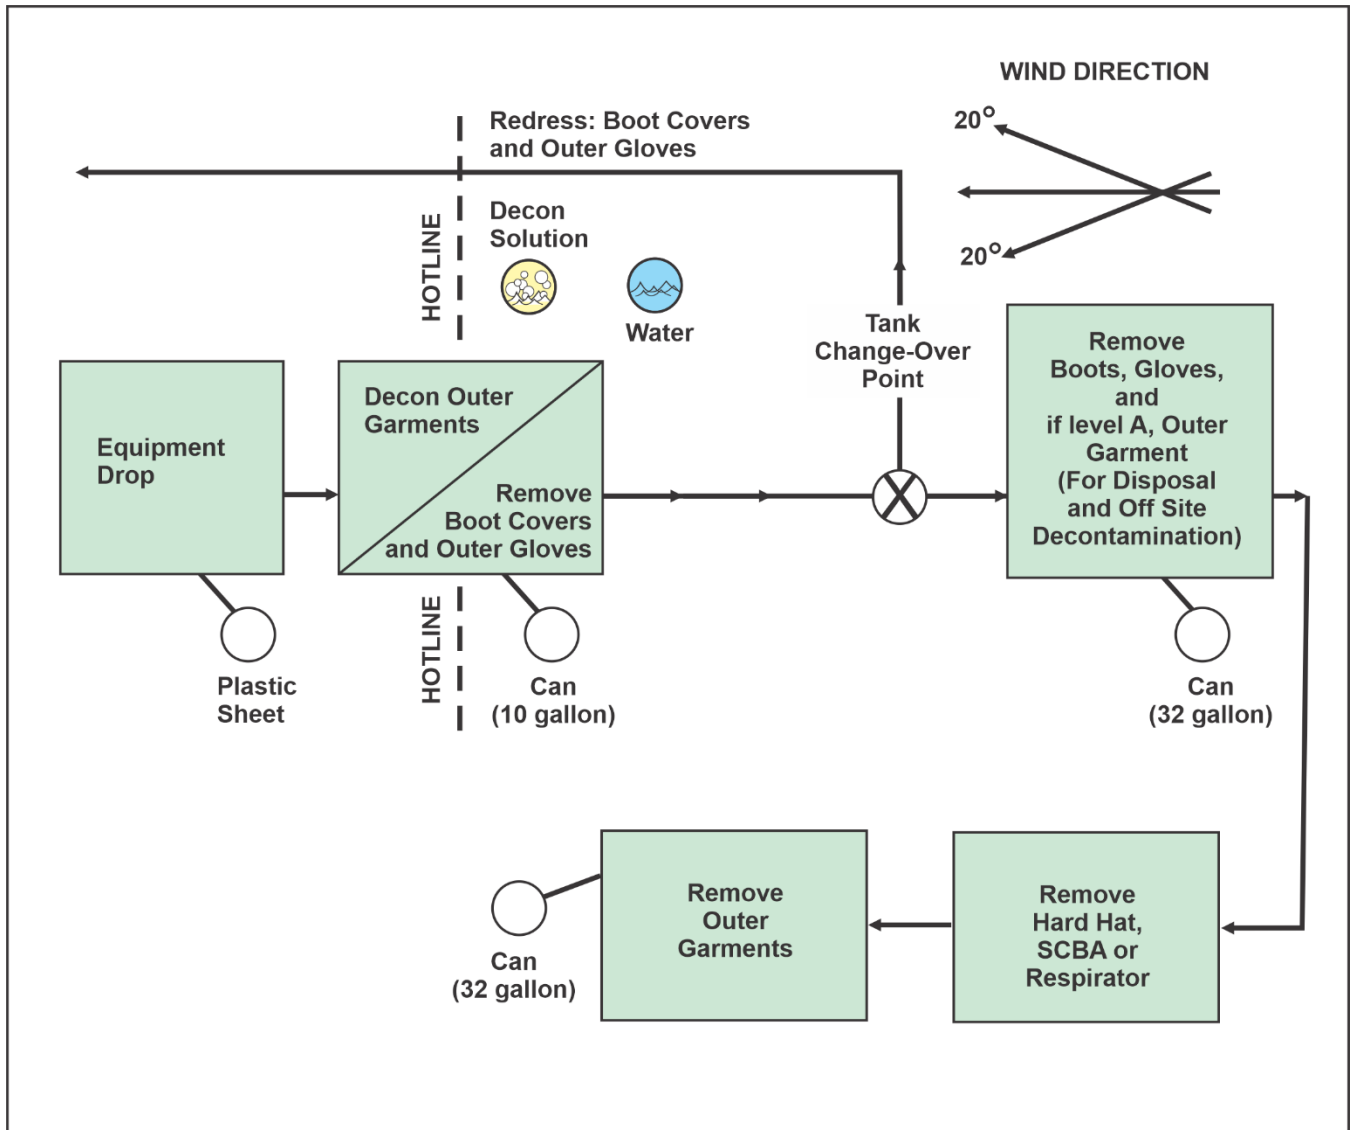 WIND DIRECTION
20°
20°
Redress: Boot Covers
and Outer Gloves
HOTLINE
Decon
Solution
Water
Tank
Change-Over
Point
Equipment
Drop
Decon Outer
Garments
Remove
Boot Covers
and Outer Gloves
Remove
Boots, Gloves,
and
if level A, Outer
Garment
(For Disposal
and Off Site
Decontamination)
Plastic
Sheet
HOTLINE
Can
(10 gallon)
Can
(32 gallon)
Can
(32 gallon)
Remove
Outer
Garments
Remove
Hard Hat,
SCBA or
Respirator